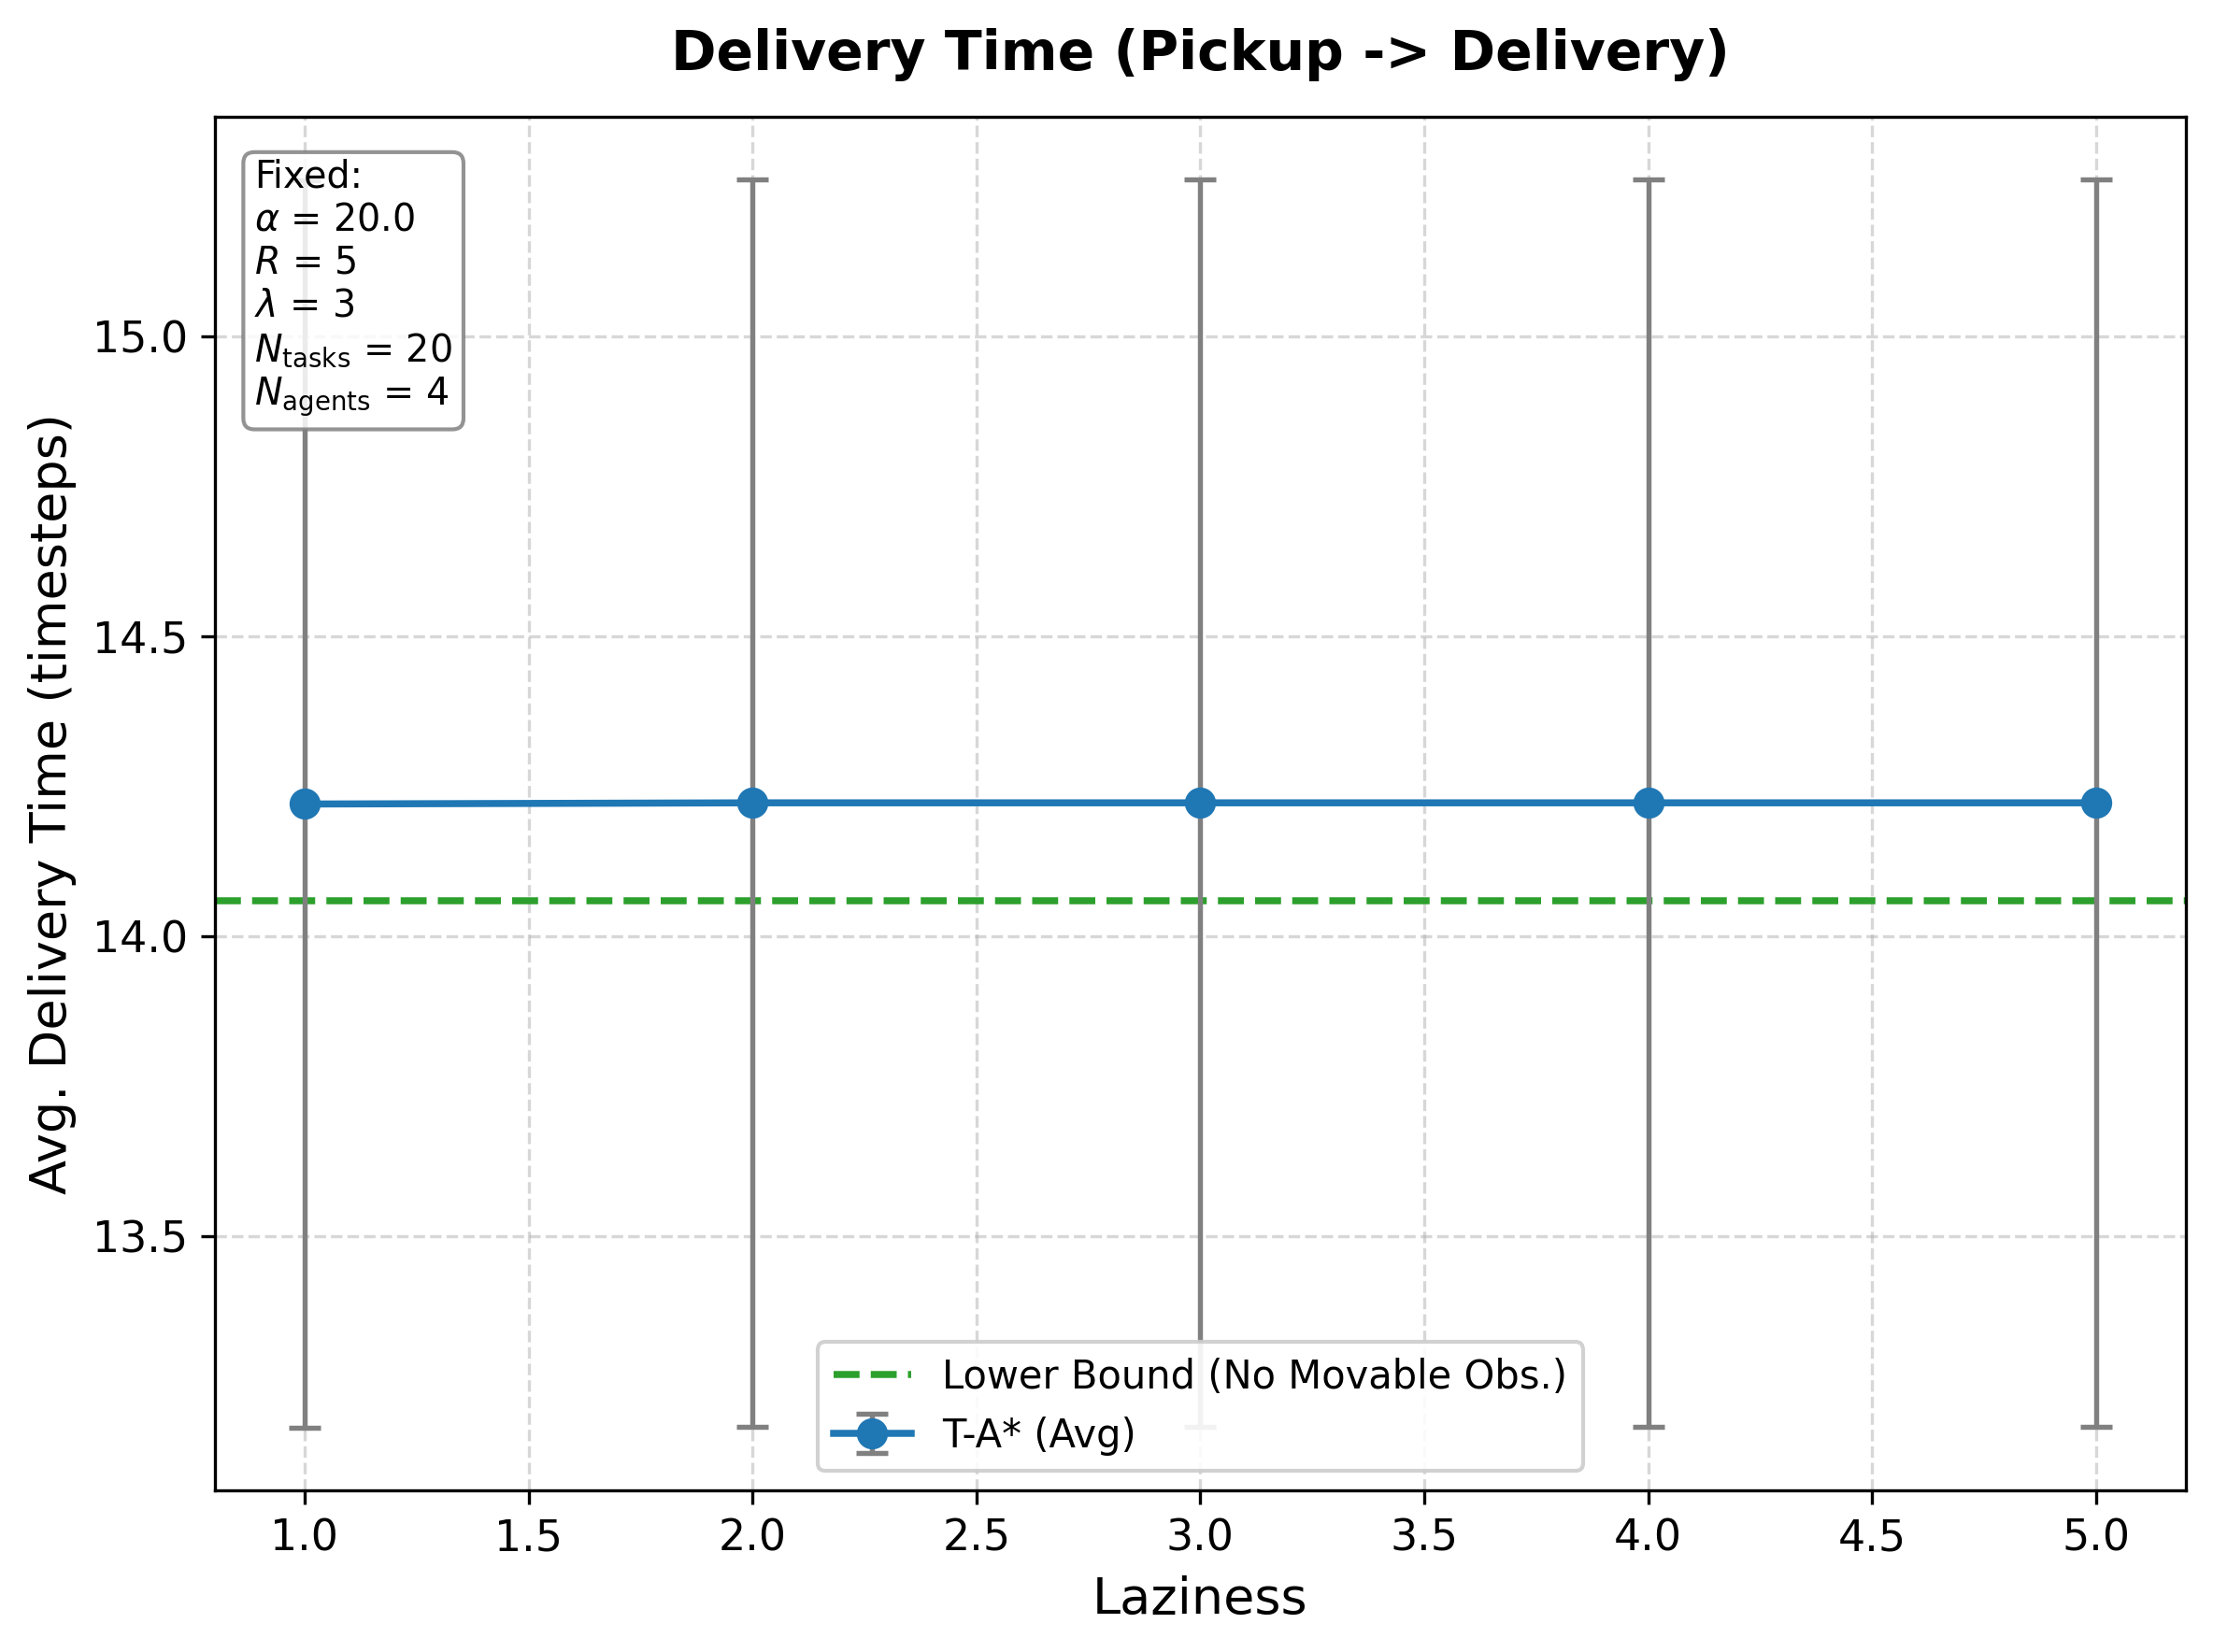 Delivery Time (Pickup -> Delivery)
Fixed:
α = 20.0
R = 5
λ = 3
N_tasks = 20
N_agents = 4
Avg. Delivery Time (timesteps)
15.0
14.5
14.0
13.5
Lower Bound (No Movable Obs.)
T-A* (Avg)
1.0 1.5 2.0 2.5 3.0 3.5 4.0 4.5 5.0
Laziness